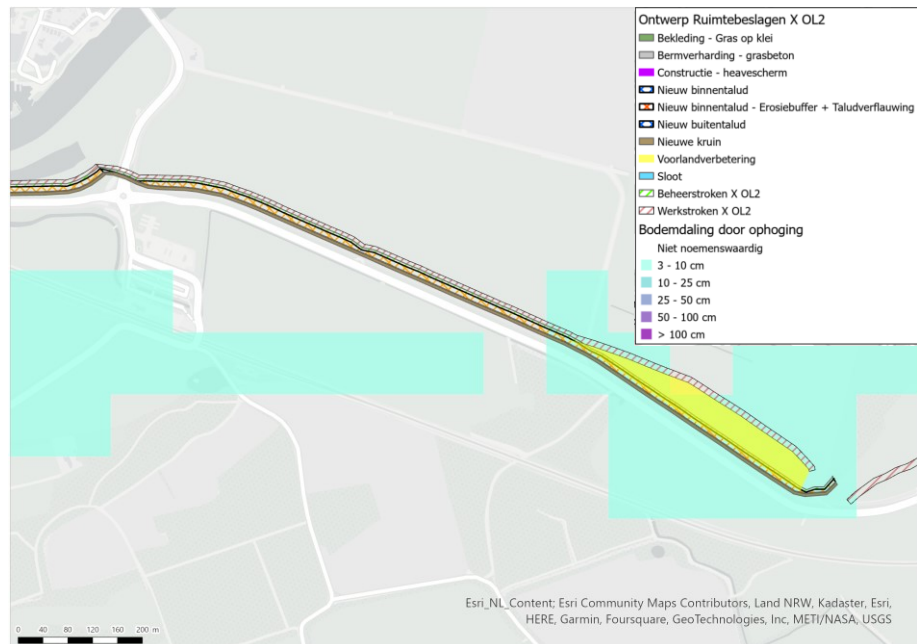 Ontwerp Ruimtebeslagen X OL2
Bekleding - Gras op klei
Bermverharding - grasbeton
Constructie - heavescherm
Nieuw binnentalud
Nieuw binnentalud - Erosiebuffer + Taludverflauwing
Nieuw buitentalud
Nieuwe kruin
Voorlandverbetering
Sloot
Beheerstroken X OL2
Werkstroken X OL2
Bodemdaling door ophoging
Niet noemenswaardig
3 - 10 cm
10 - 25 cm
25 - 50 cm
50 - 100 cm
> 100 cm
Esri_NL_Content; Esri Community Maps Contributors, Land NRW, Kadaster, Esri,
HERE, Garmin, Foursquare, GeoTechnologies, Inc, METI/NASA, USGS
0 40 80 120 160 200 m